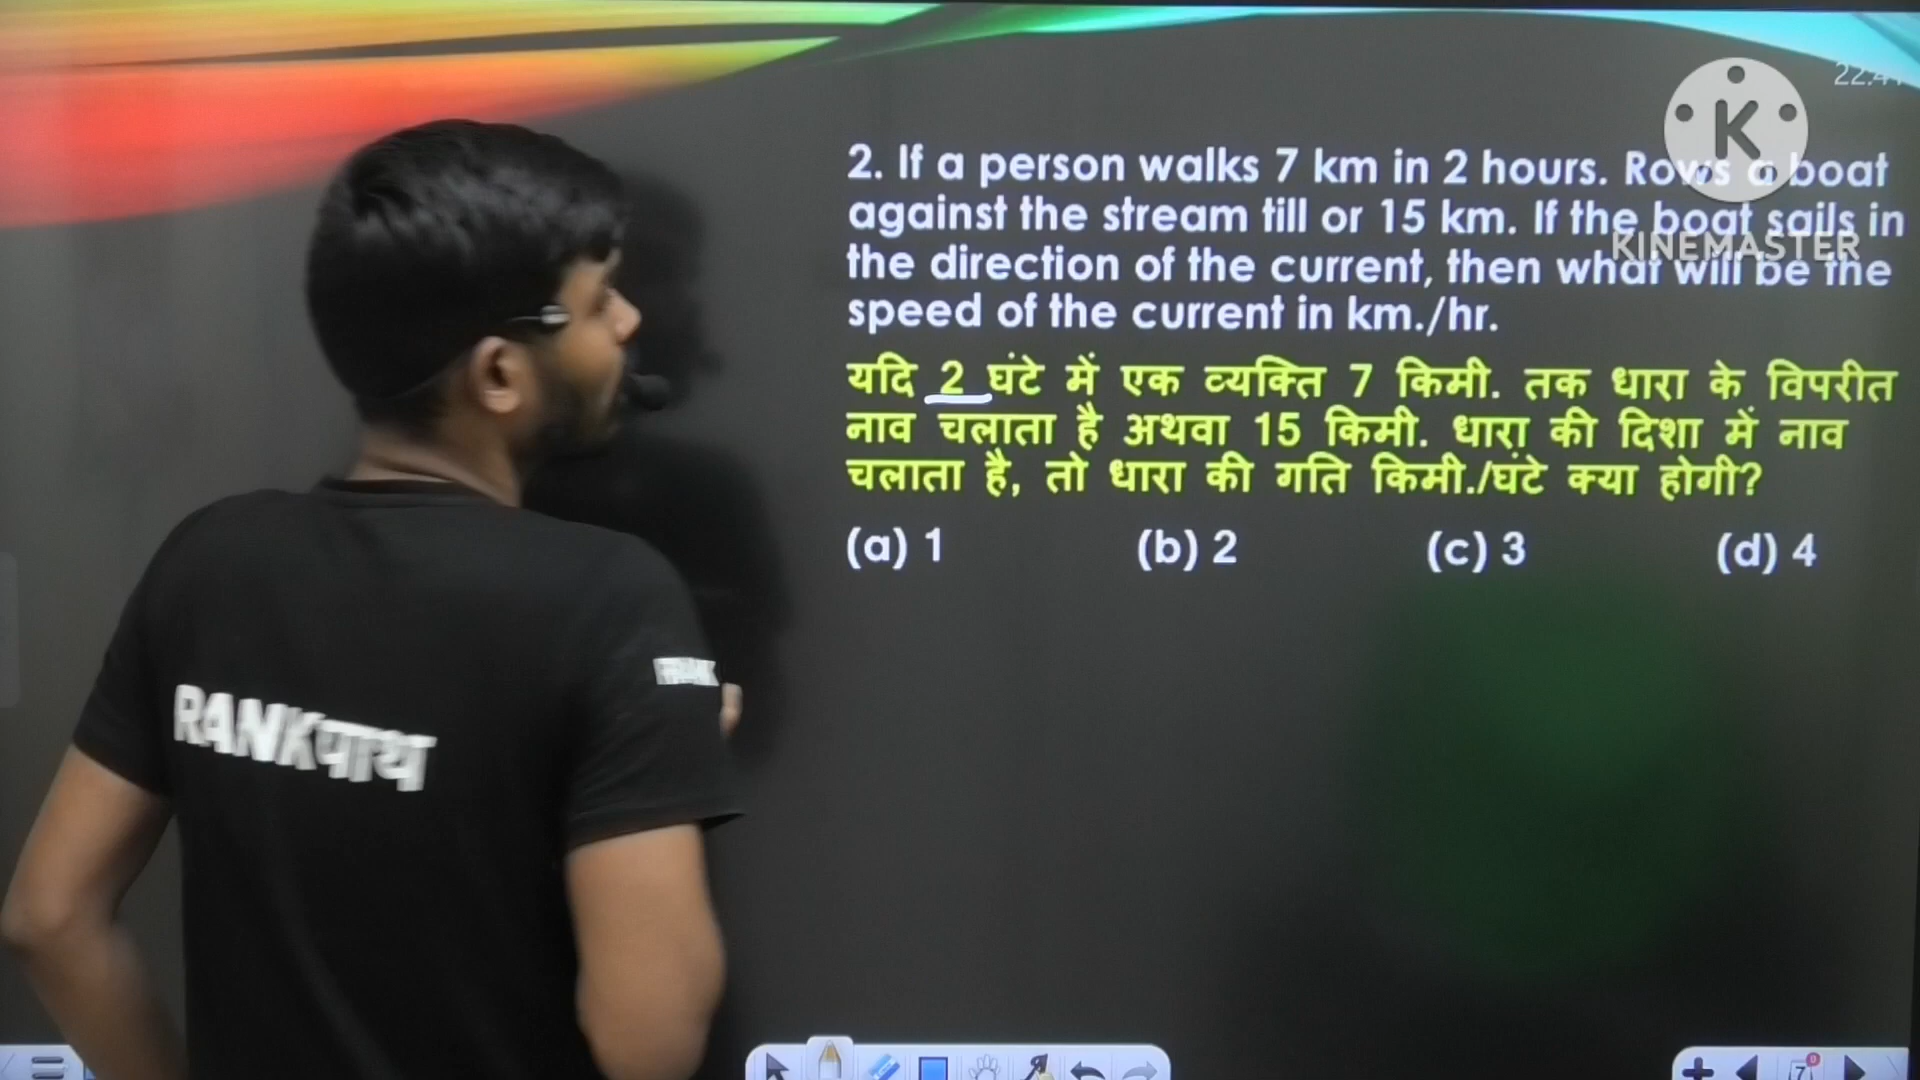 2. If a person walks 7 km in 2 hours. Rows a boat
against the stream till or 15 km. If the boat sails in
the direction of the current, then what will be the
speed of the current in km./hr.
यदि 2 घंटे में एक व्यक्ति 7 किमी. तक धारा के विपरीत
नाव चलाता है अथवा 15 किमी. धारा की दिशा में नाव
चलाता है, तो धारा की गति किमी./घंटे क्या होगी?
(a) 1 (b) 2 (c) 3 (d) 4
K
KINEMASTER
RANKपाथ
7